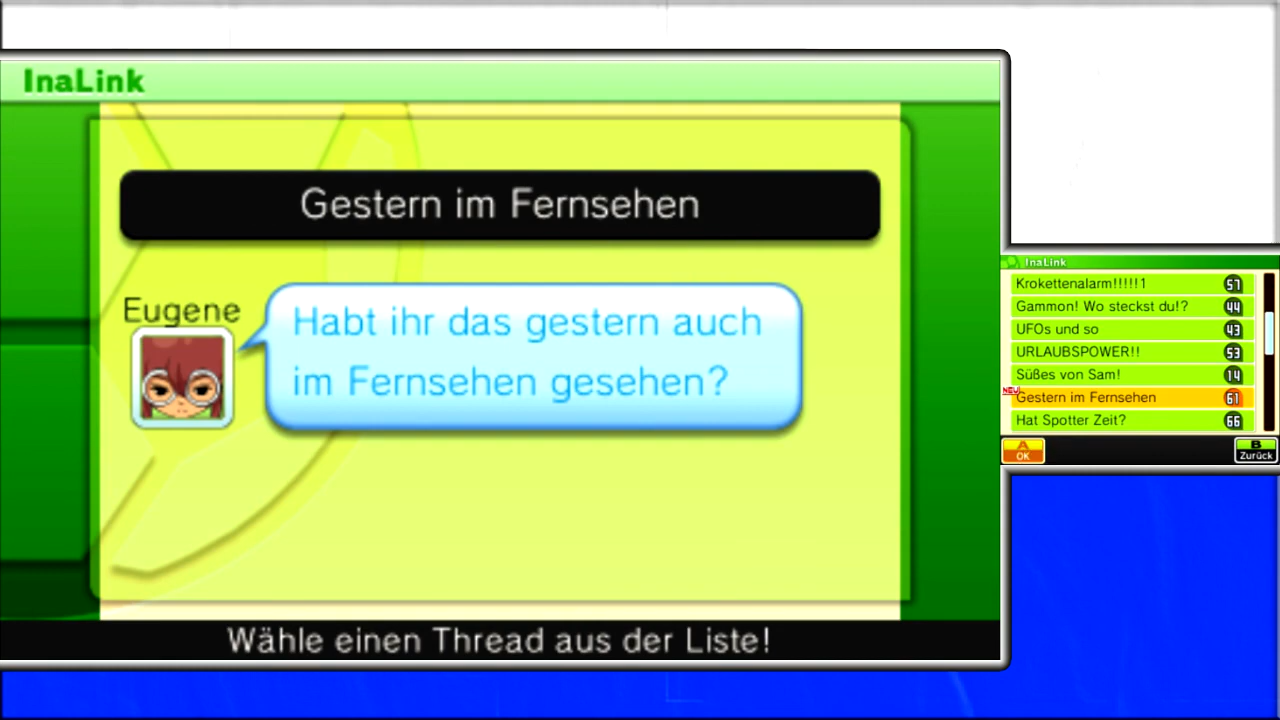 InaLink
Gestern im Fernsehen
Eugene
Habt ihr das gestern auch
im Fernsehen gesehen?
Wähle einen Thread aus der Liste!
InaLink
Krokettenalarm!!!!!1 57
Gammon! Wo steckst du!? 44
UFOs und so 43
URLAUBSPOWER!! 53
Süßes von Sam! 14
NEU
Gestern im Fernsehen 61
Hat Spotter Zeit? 66
A
OK
B
Zurück